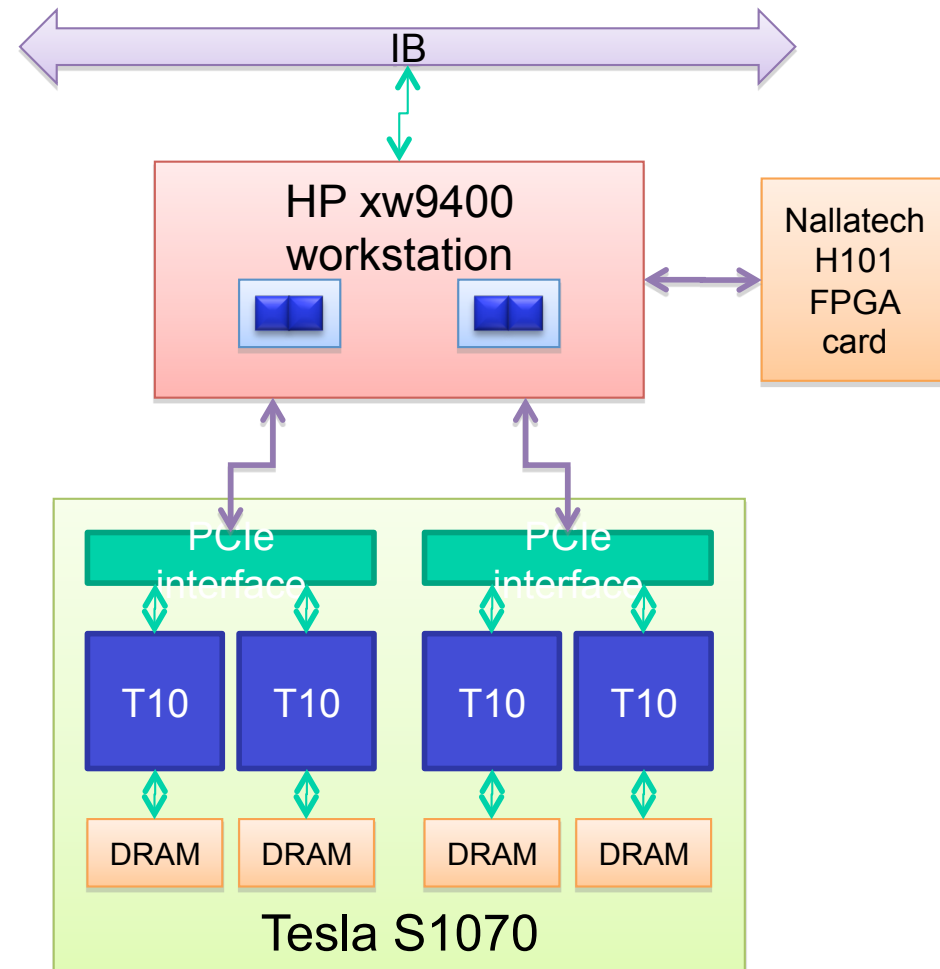 IB
HP xw9400
workstation
Nallatech
H101
FPGA
card
PCIe
interface
PCIe
interface
T10
T10
T10
T10
DRAM
DRAM
DRAM
DRAM
Tesla S1070